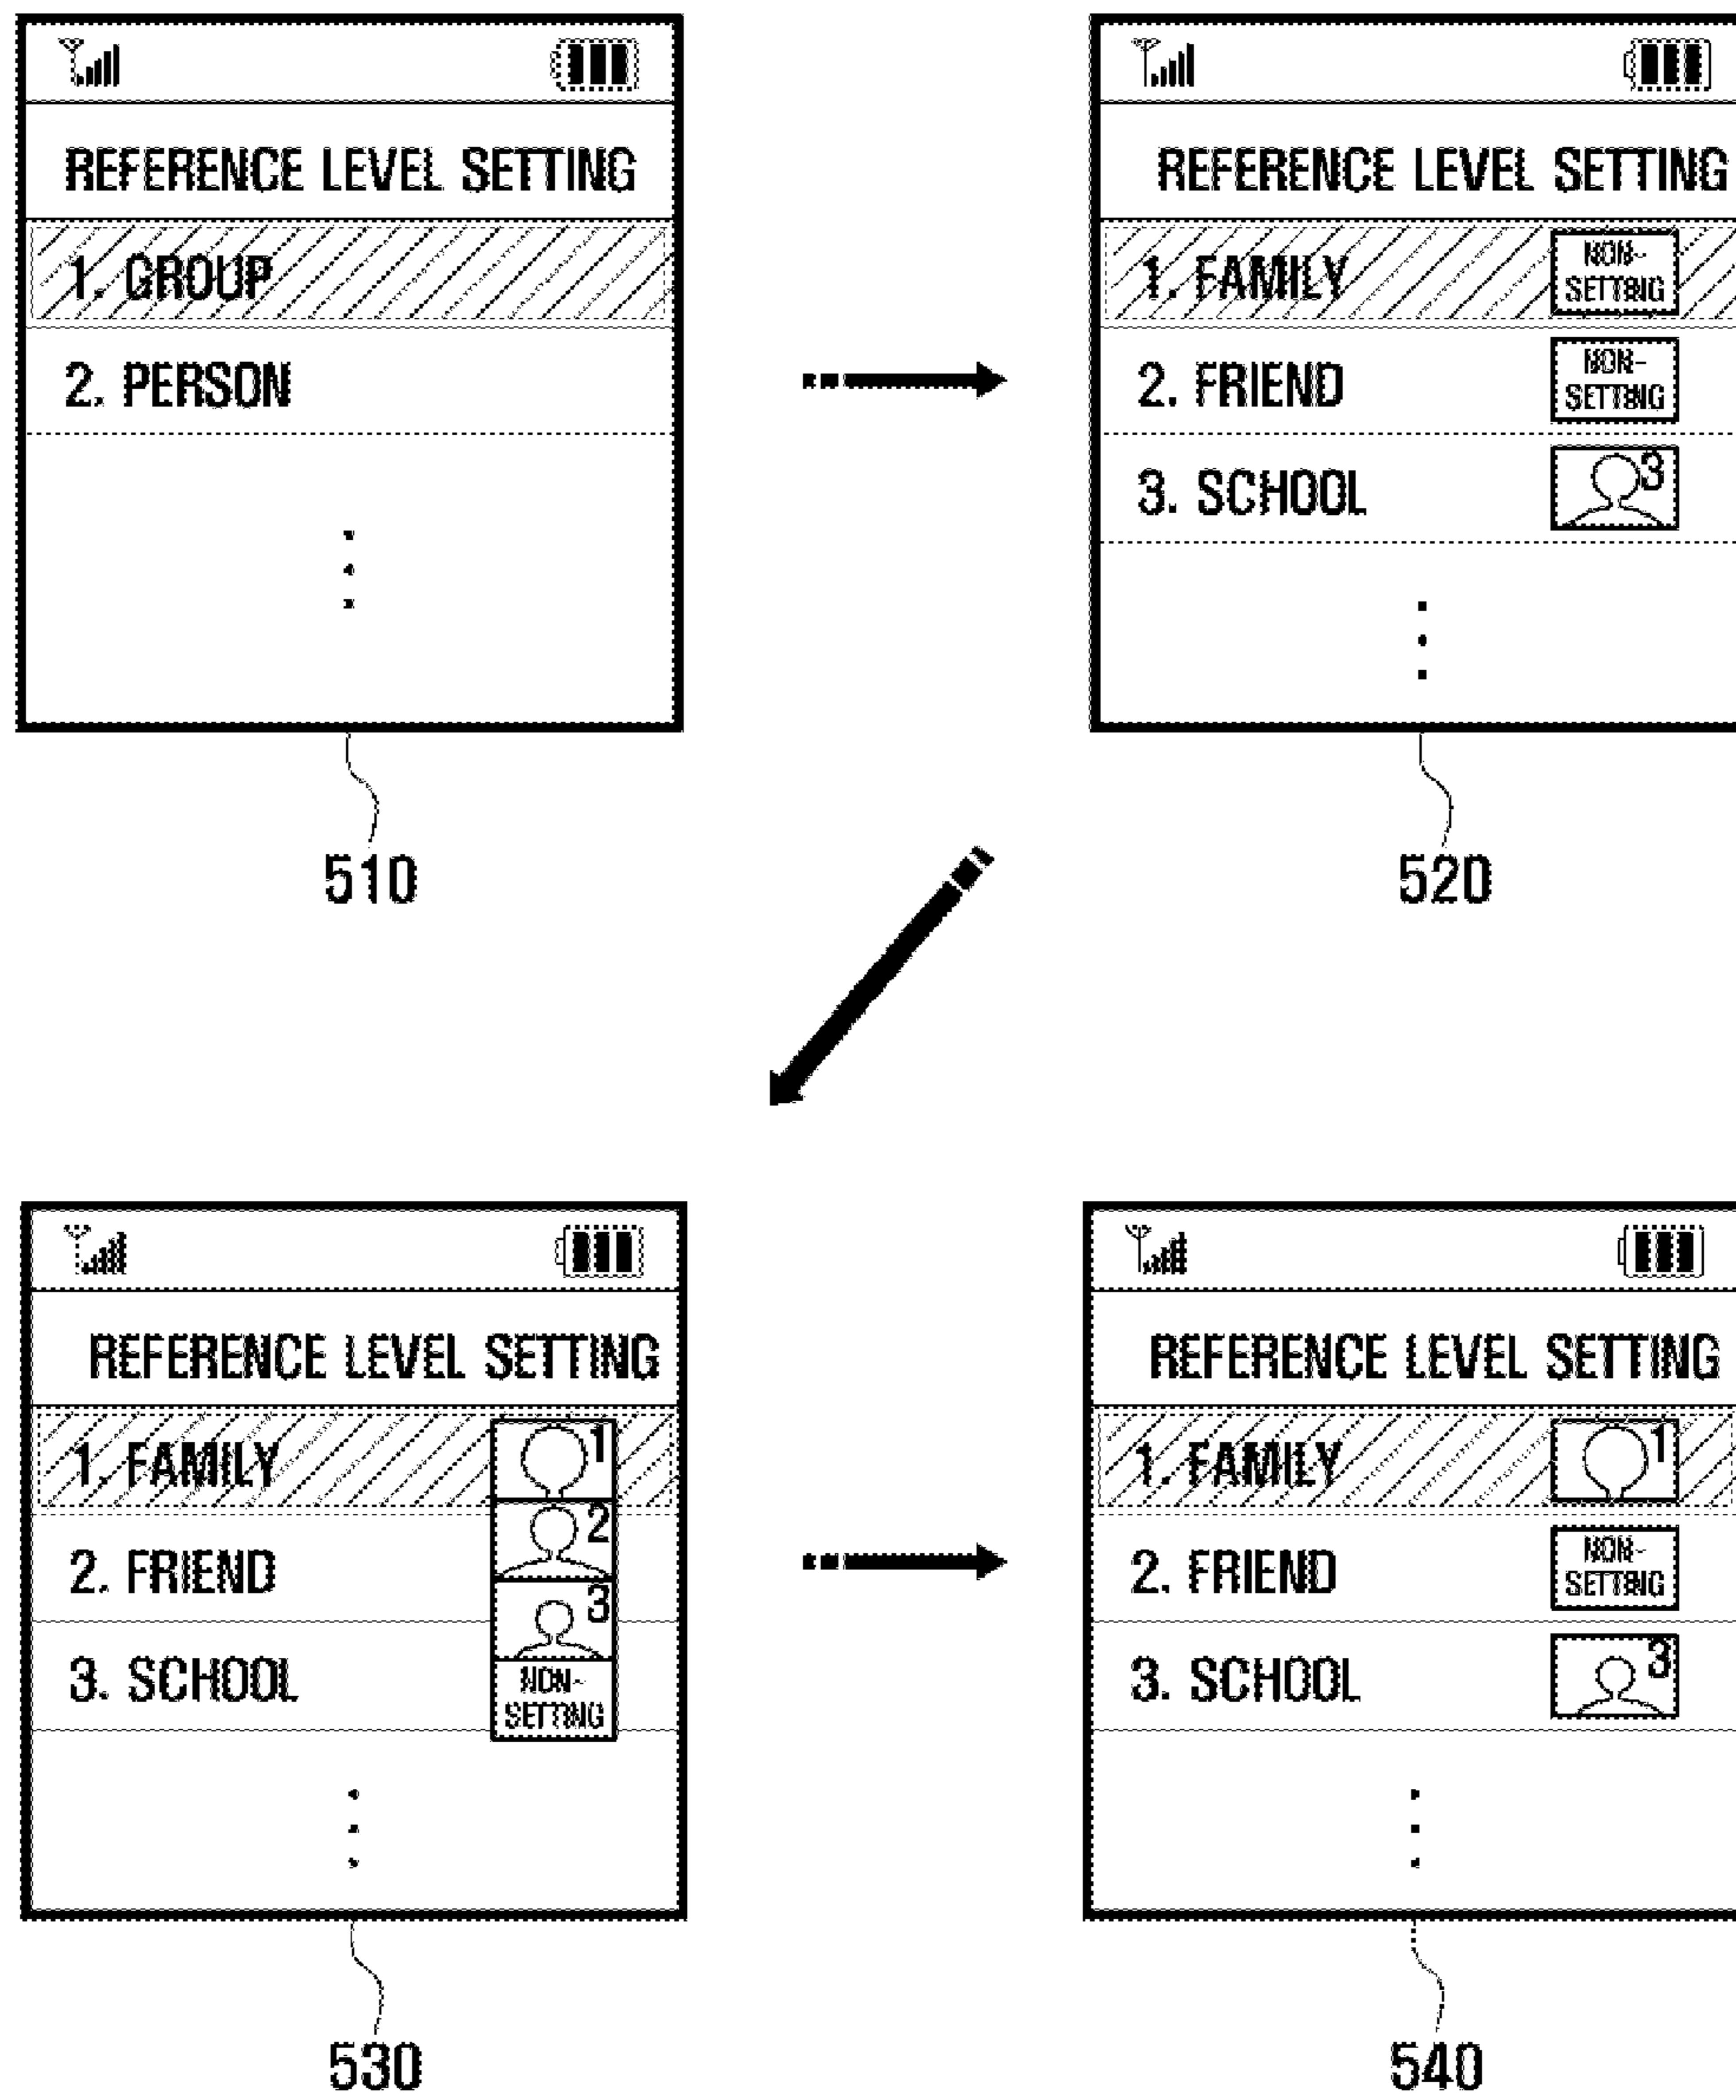 REFERENCE LEVEL SETTING
1. GROUP
2. PERSON
510
REFERENCE LEVEL SETTING
1. FAMILY NON-
SETTING
2. FRIEND NON-
SETTING
3. SCHOOL 3
520
REFERENCE LEVEL SETTING
1. FAMILY 1
2
2. FRIEND
3
3. SCHOOL NON-
SETTING
530
REFERENCE LEVEL SETTING
1. FAMILY 1
2. FRIEND NON-
SETTING
3. SCHOOL 3
540